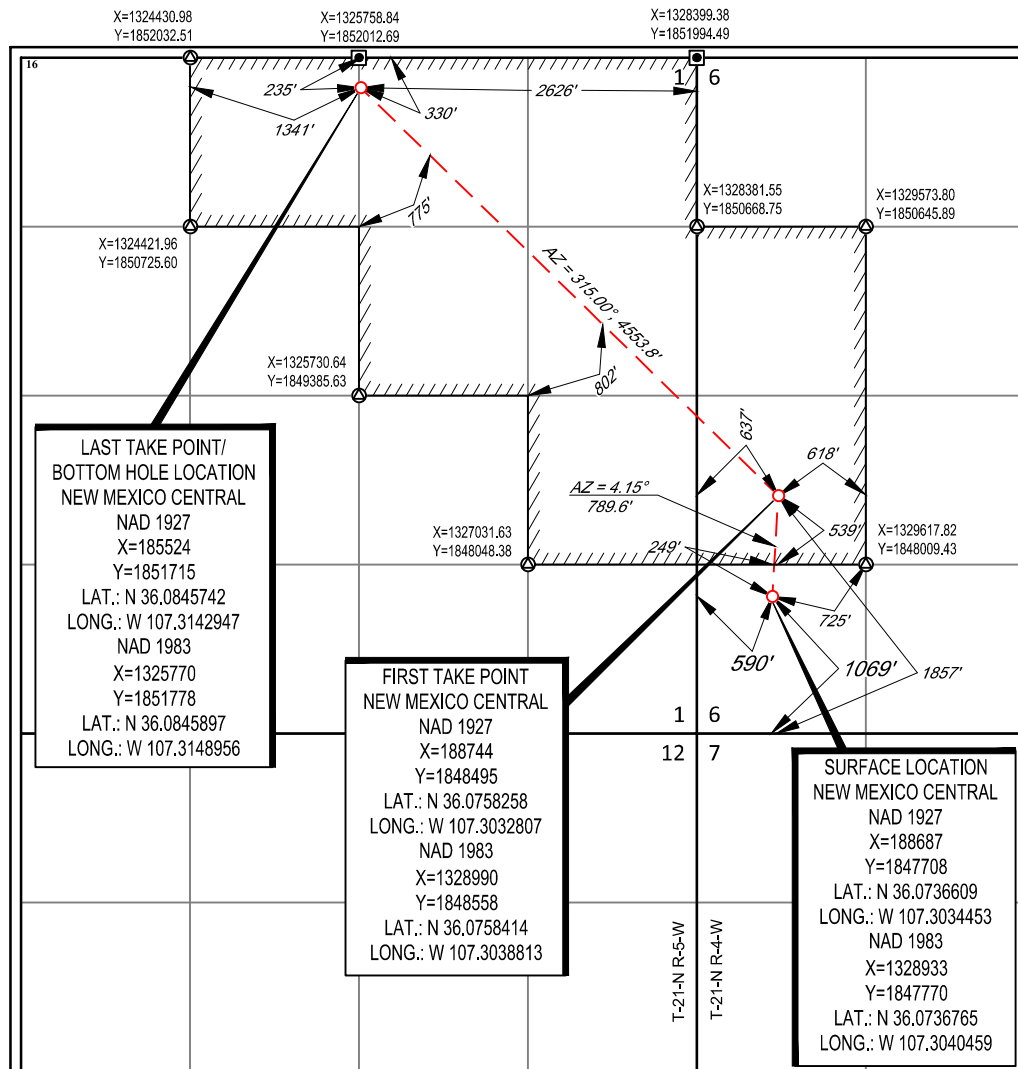 X=1324430.98
Y=1852032.51
X=1325758.84
Y=1852012.69
X=1328399.38
Y=1851994.49
16
1 6
235'
2626'
330'
1341'
775'
X=1328381.55
Y=1850668.75
X=1329573.80
Y=1850645.89
X=1324421.96
Y=1850725.60
AZ = 315.00°, 4553.8'
X=1325730.64
Y=1849385.63
802'
637'
618'
AZ = 4.15°
789.6'
539'
X=1327031.63
Y=1848048.38
249'
X=1329617.82
Y=1848009.43
725'
590'
1069'
1857'
LAST TAKE POINT/
BOTTOM HOLE LOCATION
NEW MEXICO CENTRAL
NAD 1927
X=185524
Y=1851715
LAT.: N 36.0845742
LONG.: W 107.3142947
NAD 1983
X=1325770
Y=1851778
LAT.: N 36.0845897
LONG.: W 107.3148956
FIRST TAKE POINT
NEW MEXICO CENTRAL
NAD 1927
X=188744
Y=1848495
LAT.: N 36.0758258
LONG.: W 107.3032807
NAD 1983
X=1328990
Y=1848558
LAT.: N 36.0758414
LONG.: W 107.3038813
1 6
12 7
SURFACE LOCATION
NEW MEXICO CENTRAL
NAD 1927
X=188687
Y=1847708
LAT.: N 36.0736609
LONG.: W 107.3034453
NAD 1983
X=1328933
Y=1847770
LAT.: N 36.0736765
LONG.: W 107.3040459
T-21-N R-5-W
T-21-N R-4-W